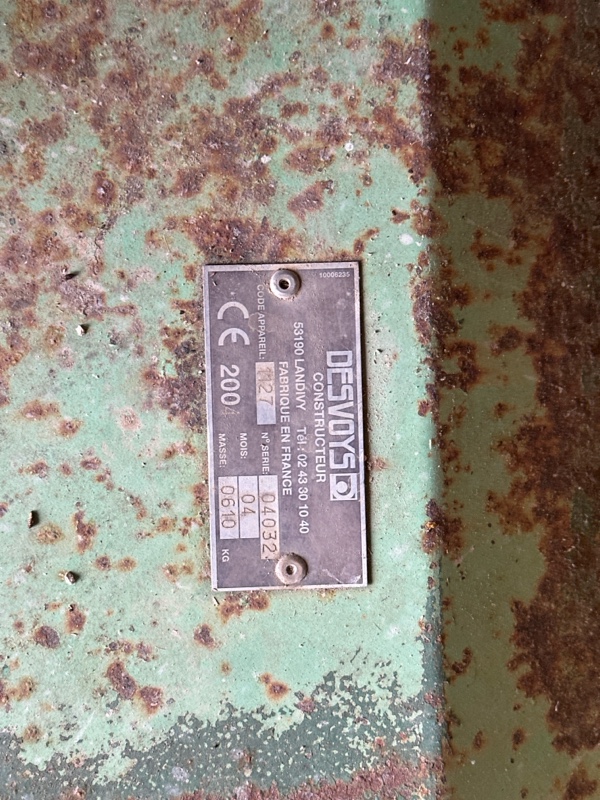 10006235
DESVOYS
CONSTRUCTEUR
53190 LANDIVY Tél: 02 43 30 10 40
FABRIQUE EN FRANCE
CODE APPAREIL: 1127 N° SERIE: 04032
MOIS: 04
CE 2004 MASSE: 0610 KG